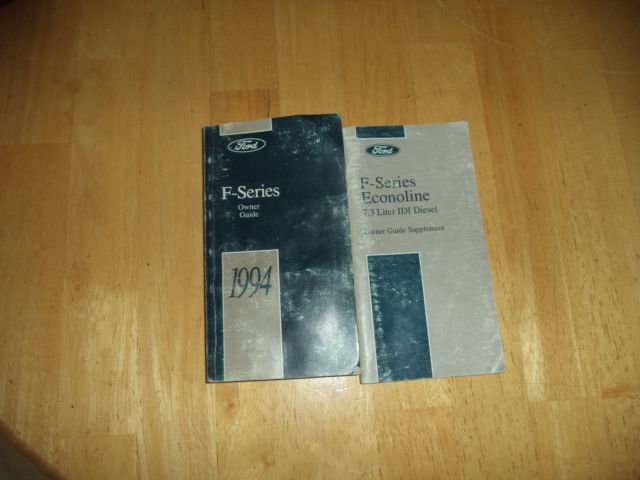 Ford
F-Series
Owner
Guide
1994
Ford
F-Series
Econoline
7.3 Liter IDI Diesel
Owner Guide Supplement